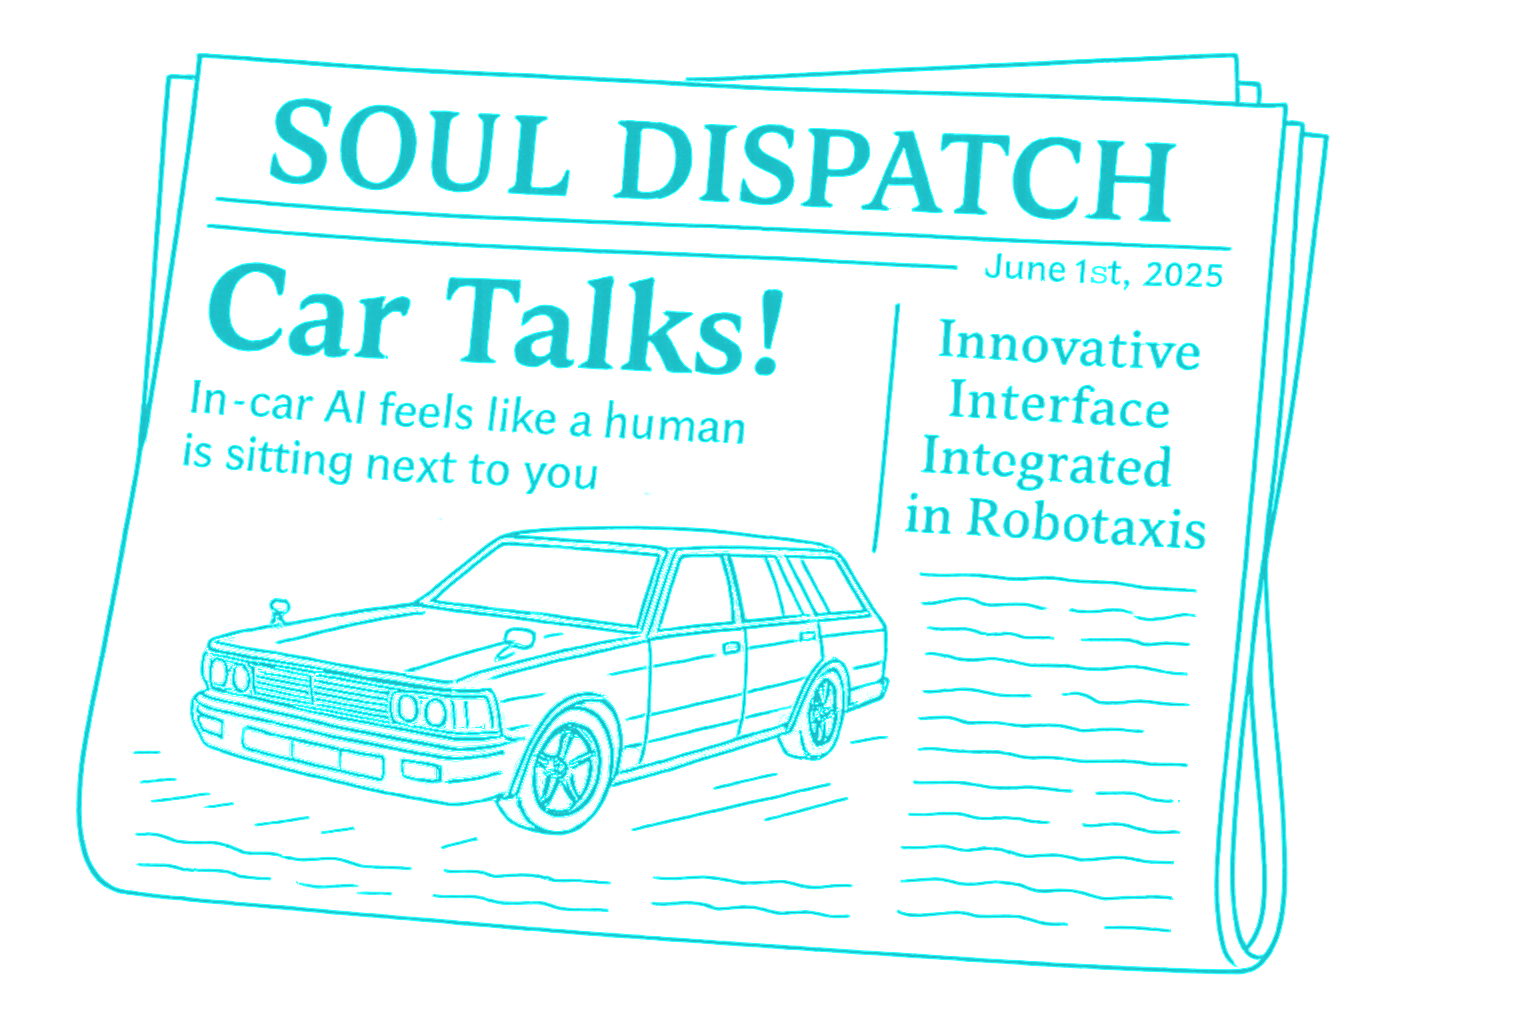 SOUL DISPATCH
June 1st, 2025
Car Talks!
In-car AI feels like a human
is sitting next to you
Innovative
Interface
Integrated
in Robotaxis